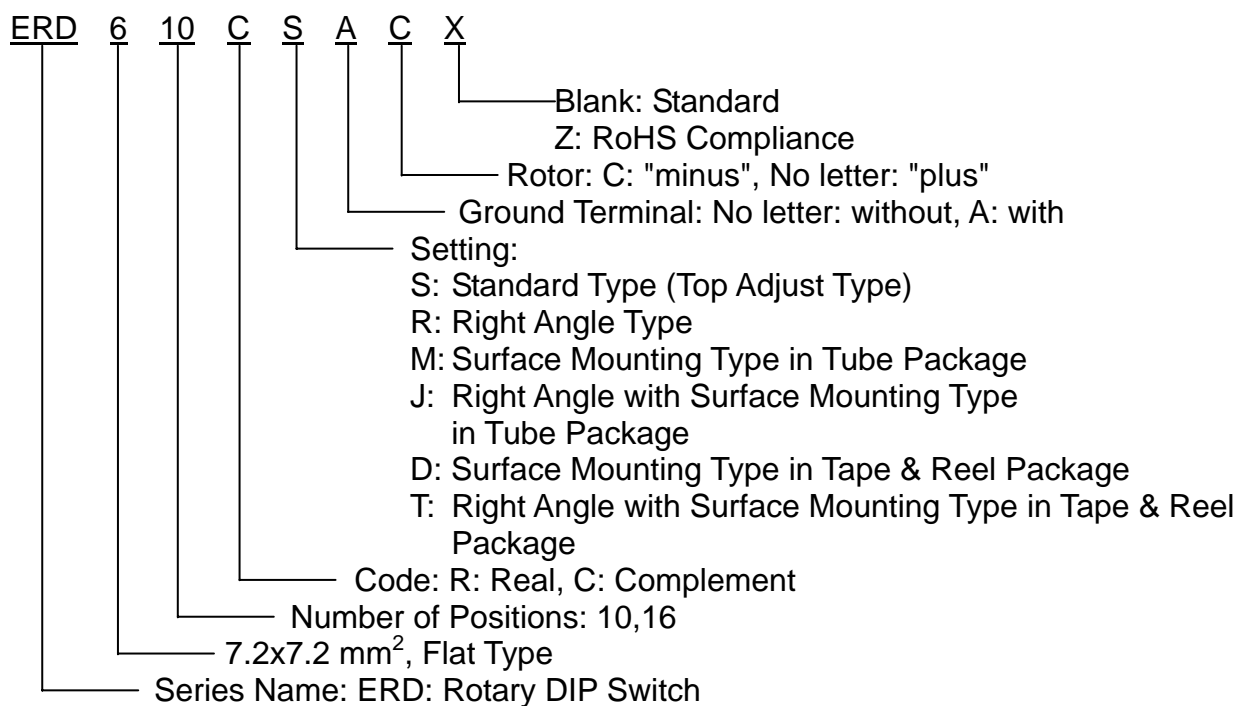 ERD 6 10 C S A C X
Blank: Standard
Z: RoHS Compliance
Rotor: C: "minus", No letter: "plus"
Ground Terminal: No letter: without, A: with
Setting:
S: Standard Type (Top Adjust Type)
R: Right Angle Type
M: Surface Mounting Type in Tube Package
J: Right Angle with Surface Mounting Type
in Tube Package
D: Surface Mounting Type in Tape & Reel Package
T: Right Angle with Surface Mounting Type in Tape & Reel
Package
Code: R: Real, C: Complement
Number of Positions: 10,16
7.2x7.2 mm², Flat Type
Series Name: ERD: Rotary DIP Switch